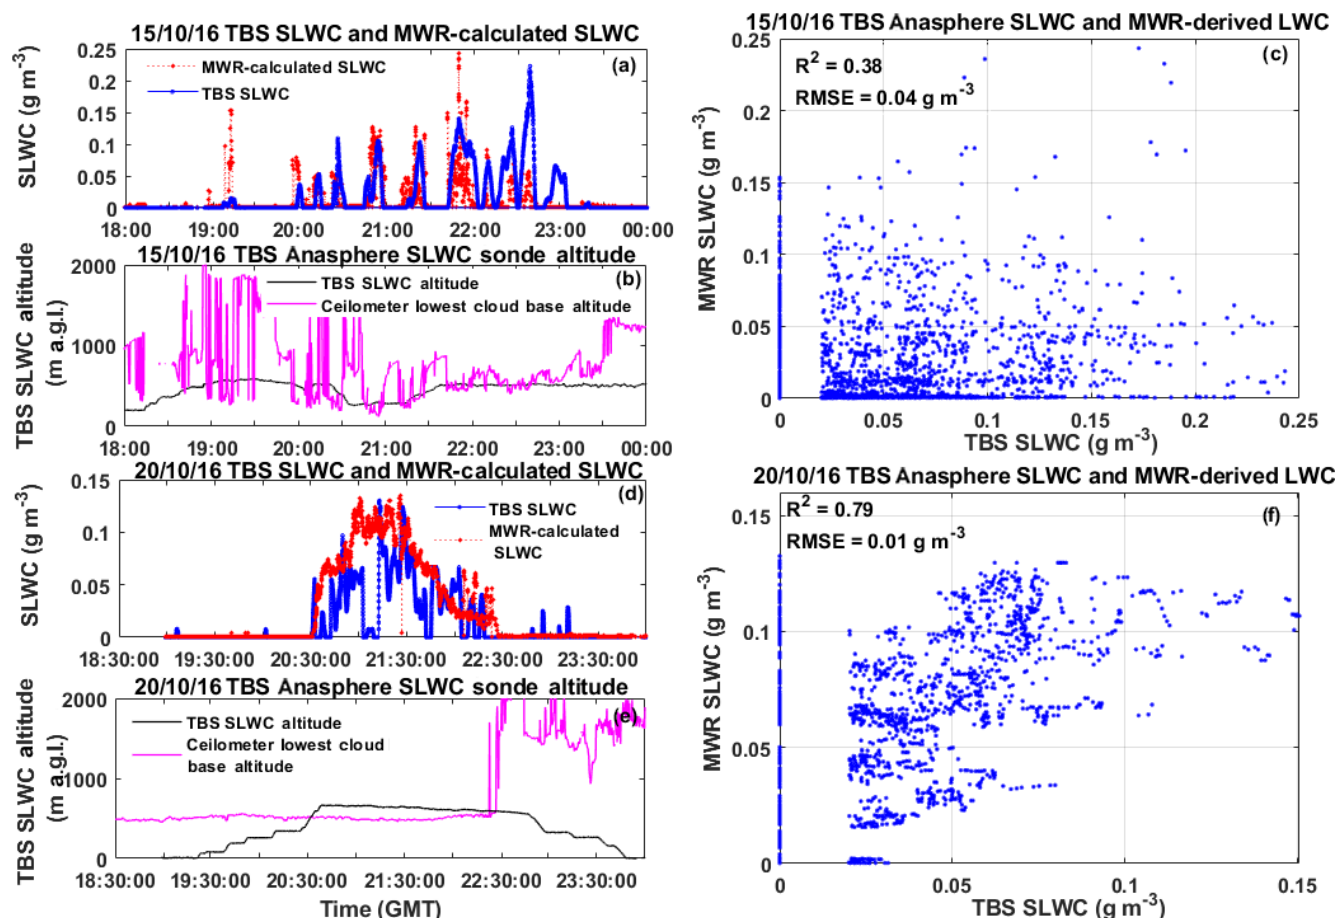 15/10/16 TBS SLWC and MWR-calculated SLWC
SLWC (g m-3)
0.25
0.2
0.15
0.1
0.05
0
(a)
MWR-calculated SLWC
TBS SLWC
18:00 19:00 20:00 21:00 22:00 23:00 00:00
15/10/16 TBS Anasphere SLWC sonde altitude
TBS SLWC altitude
(m a.g.l.)
2000
1000
0
(b)
TBS SLWC altitude
Ceilometer lowest cloud base altitude
18:00 19:00 20:00 21:00 22:00 23:00 00:00
20/10/16 TBS SLWC and MWR-calculated SLWC
SLWC (g m-3)
0.15
0.1
0.05
0
(d)
TBS SLWC
MWR-calculated
SLWC
18:30:00 19:30:00 20:30:00 21:30:00 22:30:00 23:30:00
20/10/16 TBS Anasphere SLWC sonde altitude
TBS SLWC altitude
(m a.g.l.)
2000
1000
0
(e)
TBS SLWC altitude
Ceilometer lowest cloud
base altitude
18:30:00 19:30:00 20:30:00 21:30:00 22:30:00 23:30:00
Time (GMT)
15/10/16 TBS Anasphere SLWC and MWR-derived LWC
MWR SLWC (g m-3)
0.25
0.2
0.15
0.1
0.05
0
R2 = 0.38
RMSE = 0.04 g m-3
(c)
0 0.05 0.1 0.15 0.2 0.25
TBS SLWC (g m-3)
20/10/16 TBS Anasphere SLWC and MWR-derived LWC
MWR SLWC (g m-3)
0.15
0.1
0.05
0
R2 = 0.79
RMSE = 0.01 g m-3
(f)
0 0.05 0.1 0.15
TBS SLWC (g m-3)